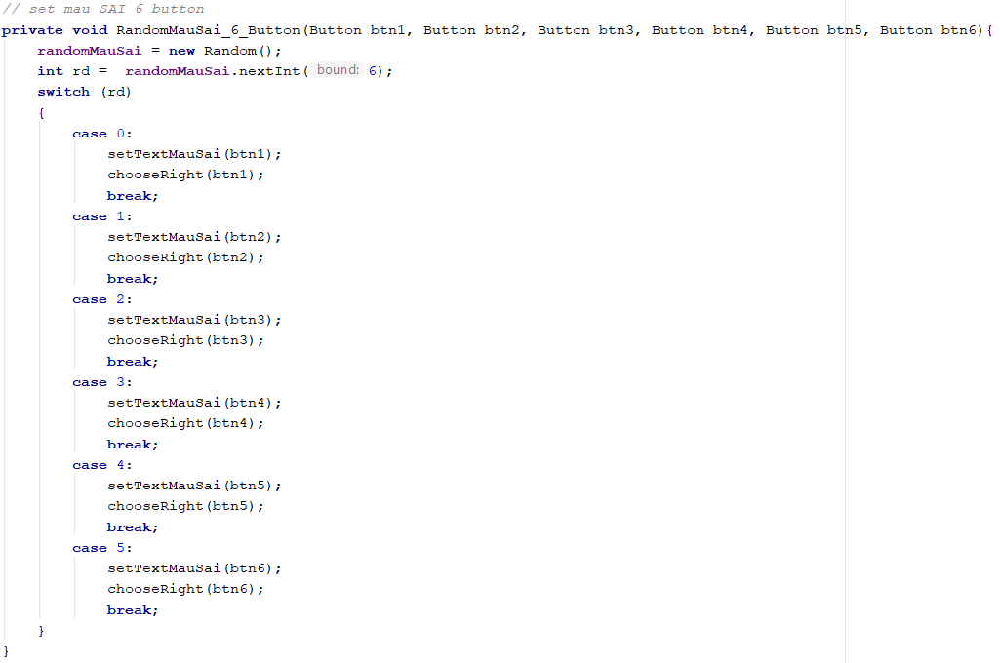 // set mau SAI 6 button
private void RandomMauSai_6_Button(Button btn1, Button btn2, Button btn3, Button btn4, Button btn5, Button btn6){
randomMauSai = new Random();
int rd =  randomMauSai.nextInt( bound: 6);
switch (rd)
{
case 0:
setTextMauSai(btn1);
chooseRight(btn1);
break;
case 1:
setTextMauSai(btn2);
chooseRight(btn2);
break;
case 2:
setTextMauSai(btn3);
chooseRight(btn3);
break;
case 3:
setTextMauSai(btn4);
chooseRight(btn4);
break;
case 4:
setTextMauSai(btn5);
chooseRight(btn5);
break;
case 5:
setTextMauSai(btn6);
chooseRight(btn6);
break;
}
}